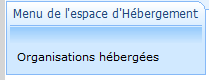 Menu de l'espace d'Hébergement
Organisations hébergées